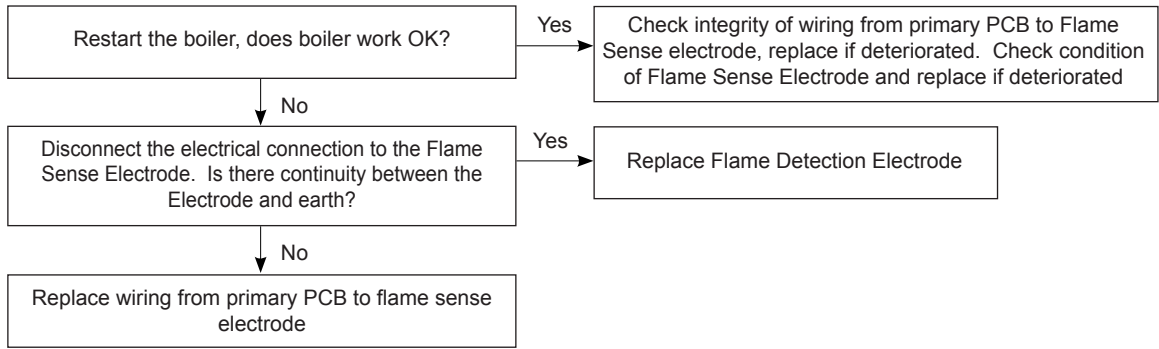 Restart the boiler, does boiler work OK?
Yes
Check integrity of wiring from primary PCB to Flame
Sense electrode, replace if deteriorated. Check condition
of Flame Sense Electrode and replace if deteriorated
No
Disconnect the electrical connection to the Flame
Sense Electrode. Is there continuity between the
Electrode and earth?
Yes
Replace Flame Detection Electrode
No
Replace wiring from primary PCB to flame sense
electrode